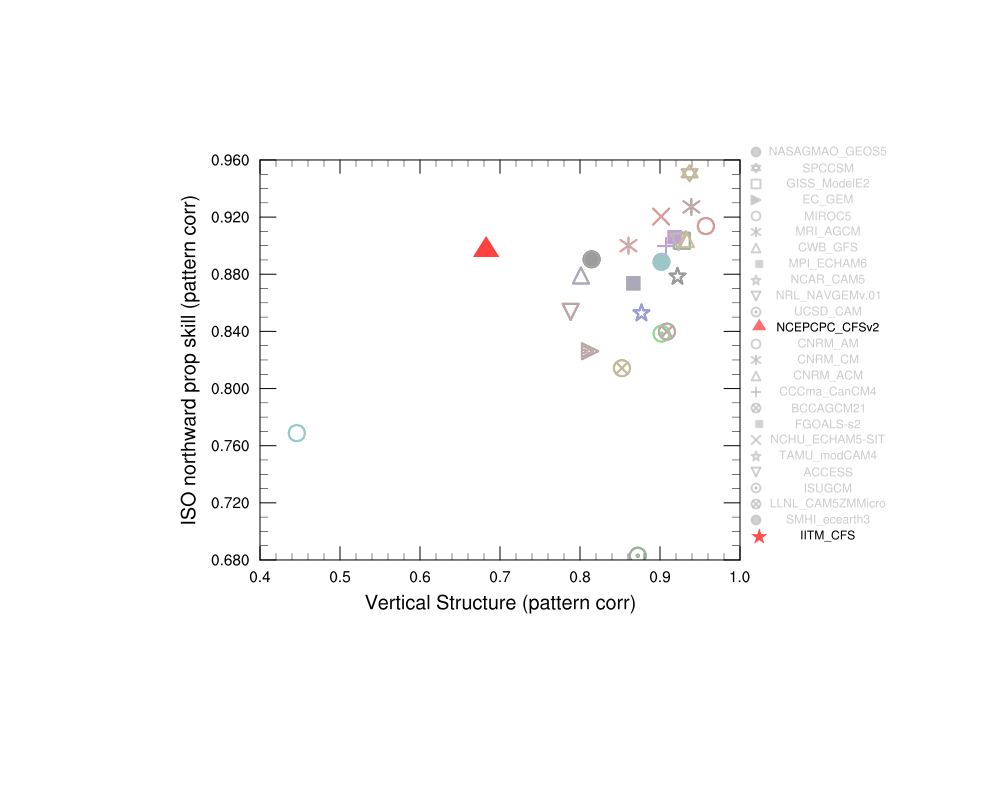 0.960
0.920
0.880
0.840
0.800
0.760
0.720
0.680
ISO northward prop skill (pattern corr)
0.4 0.5 0.6 0.7 0.8 0.9 1.0
Vertical Structure (pattern corr)
NASAGMAO_GEOS5
SPCCSM
GISS_ModelE2
EC_GEM
MIROC5
MRI_AGCM
CWB_GFS
MPI_ECHAM6
NCAR_CAM5
NRL_NAVGEMv.01
UCSD_CAM
NCEPCPC_CFSv2
CNRM_AM
CNRM_CM
CNRM_ACM
CCCma_CanCM4
BCCAGCM21
FGOALS-s2
NCHU_ECHAM5-SIT
TAMU_modCAM4
ACCESS
ISUGCM
LLNL_CAM5ZMMicro
SMHI_ecearth3
IITM_CFS